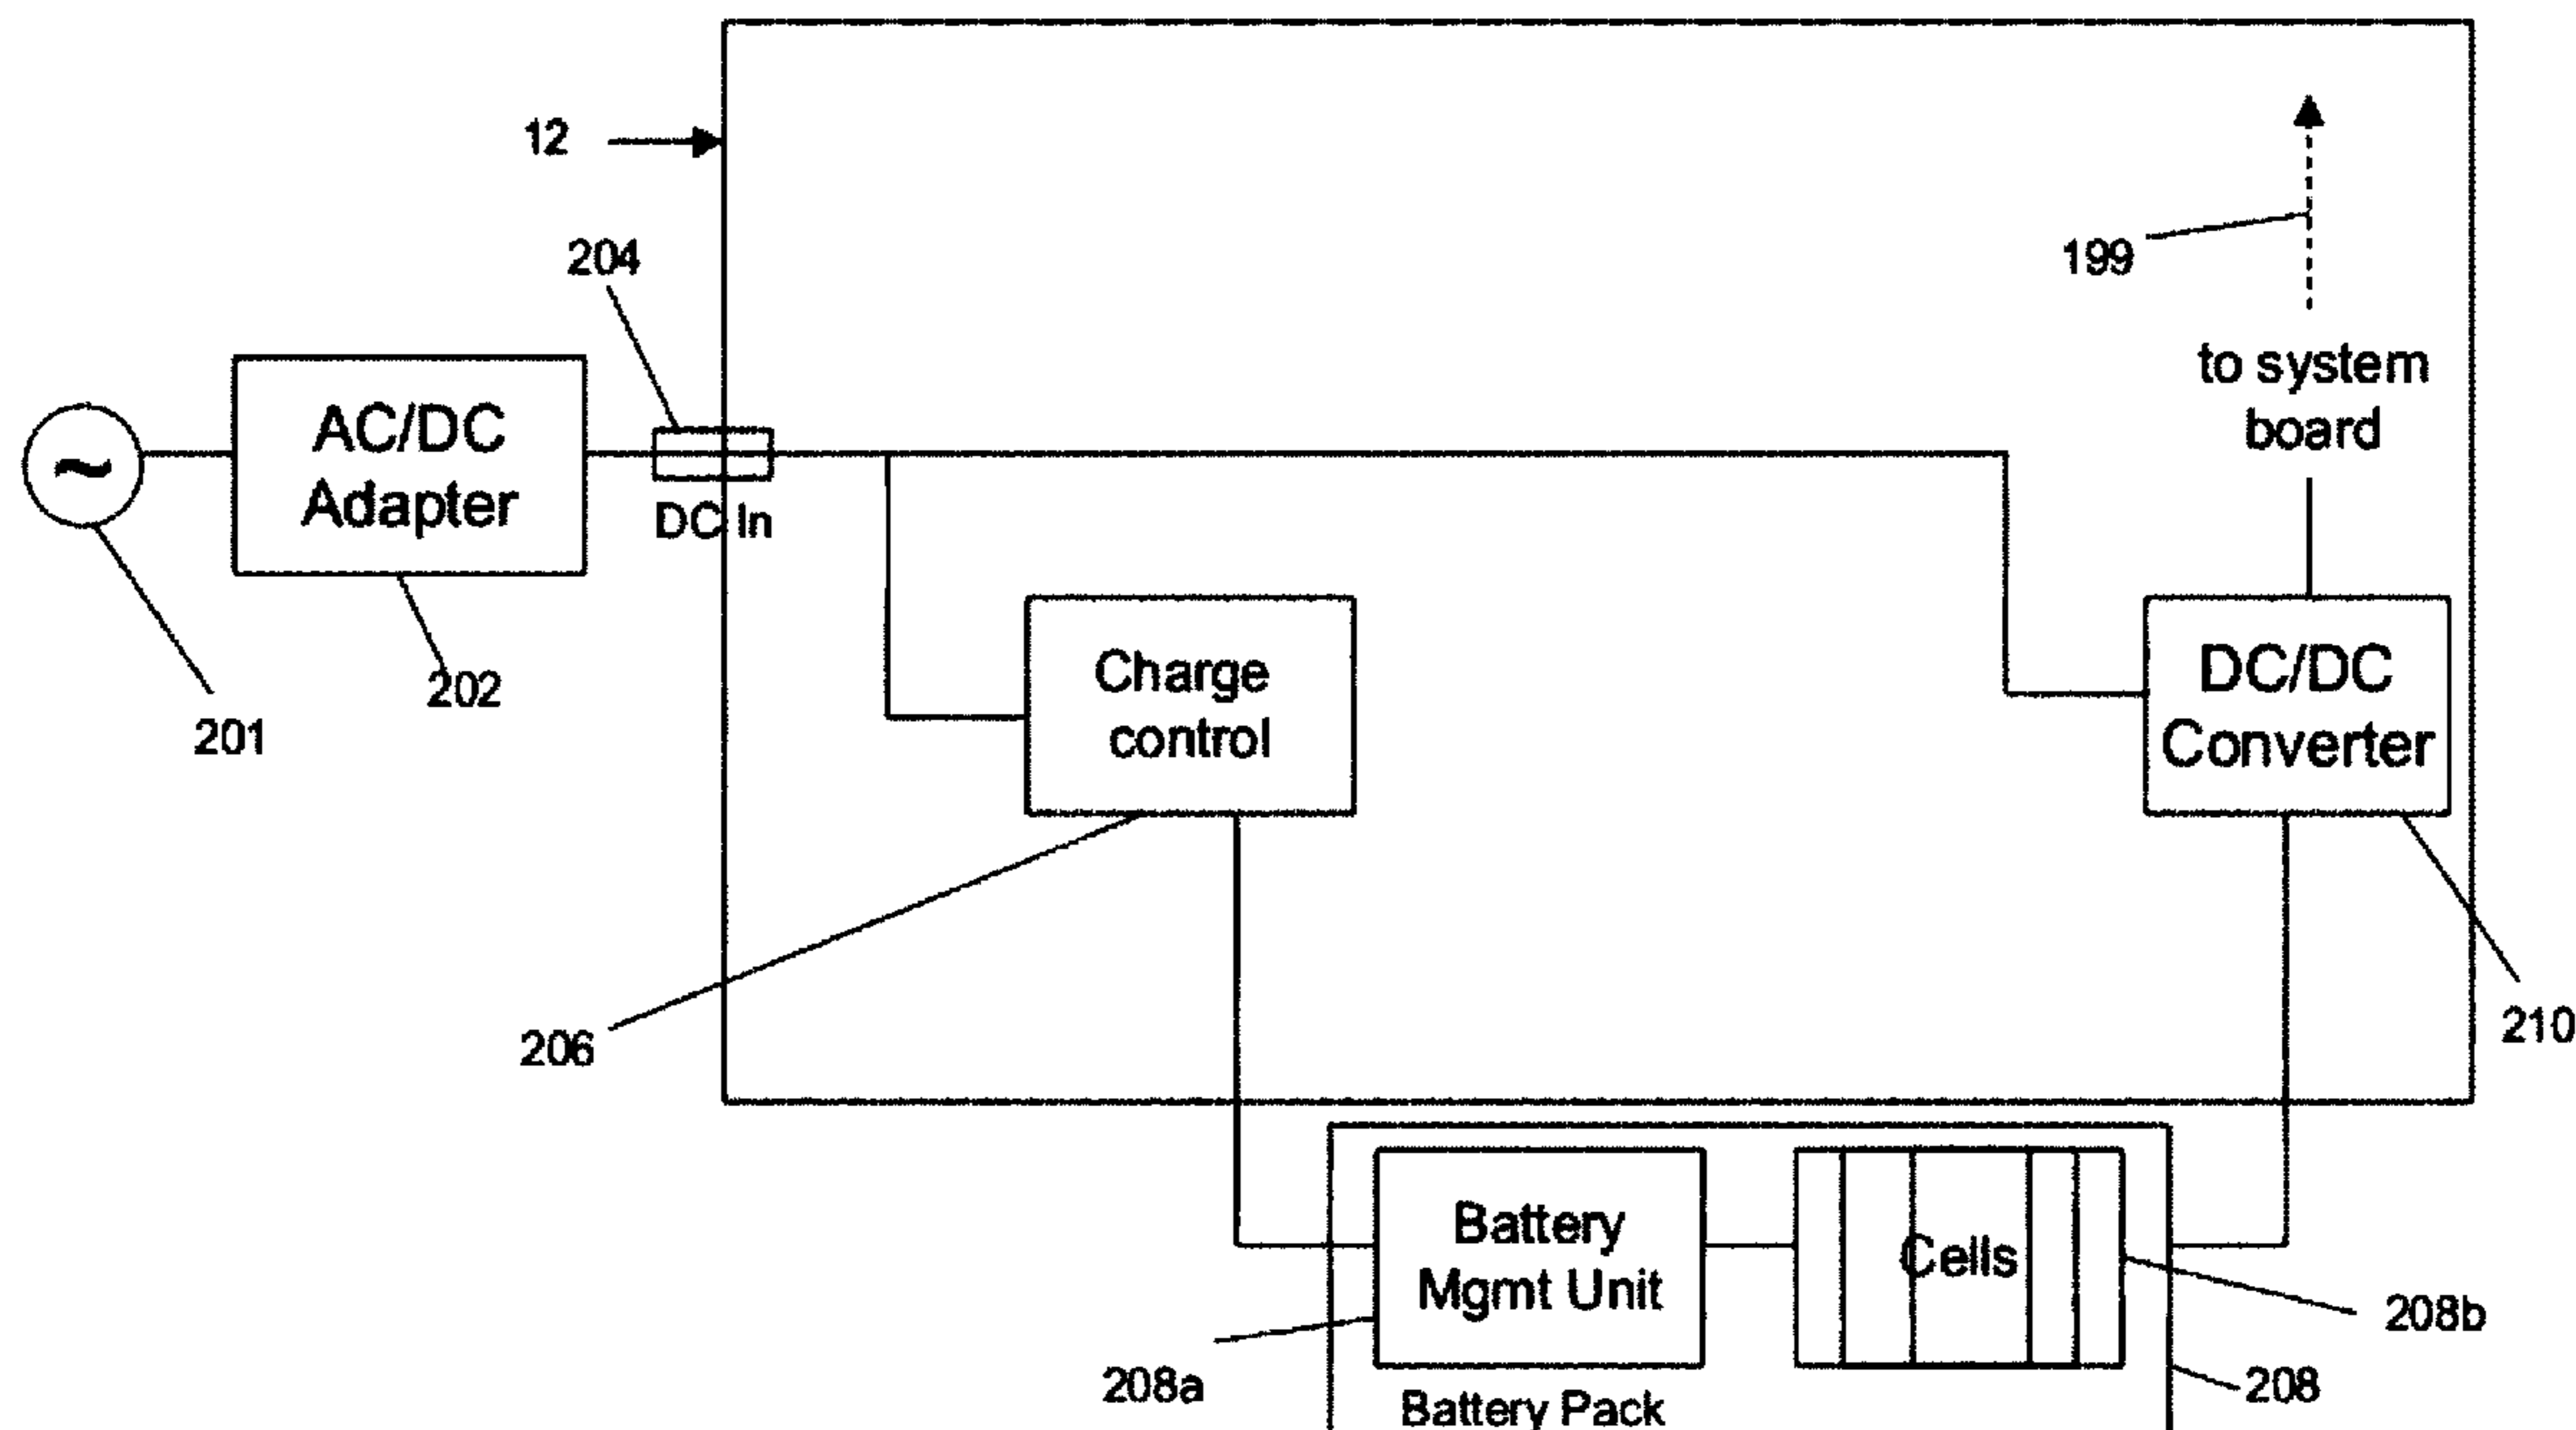 12
199
204
to system
board
AC/DC
Adapter
~
DC In
Charge
control
DC/DC
Converter
202
201
206
210
Battery
Mgmt Unit
Cells
208b
208a
208
Battery Pack